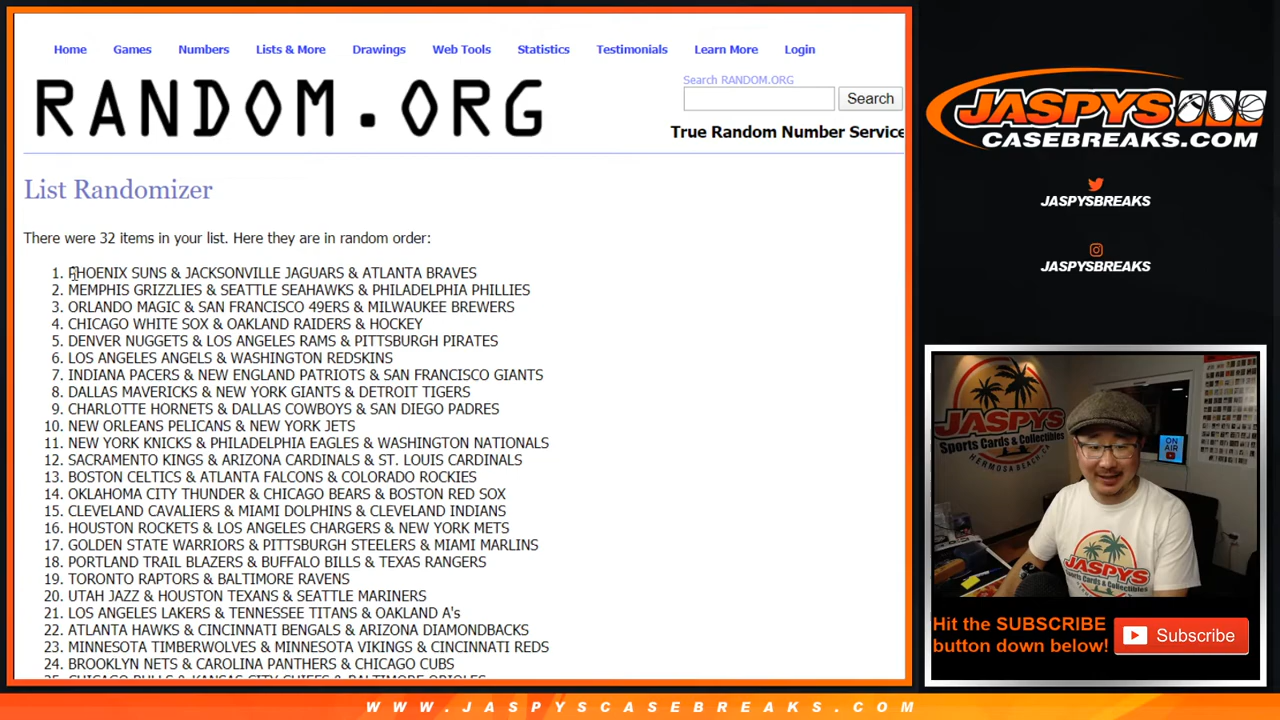 Home Games Numbers Lists & More Drawings Web Tools Statistics Testimonials Learn More Login
RANDOM.ORG
Search RANDOM.ORG
Search
True Random Number Service
List Randomizer
There were 32 items in your list. Here they are in random order:
1. PHOENIX SUNS & JACKSONVILLE JAGUARS & ATLANTA BRAVES
2. MEMPHIS GRIZZLIES & SEATTLE SEAHAWKS & PHILADELPHIA PHILLIES
3. ORLANDO MAGIC & SAN FRANCISCO 49ERS & MILWAUKEE BREWERS
4. CHICAGO WHITE SOX & OAKLAND RAIDERS & HOCKEY
5. DENVER NUGGETS & LOS ANGELES RAMS & PITTSBURGH PIRATES
6. LOS ANGELES ANGELS & WASHINGTON REDSKINS
7. INDIANA PACERS & NEW ENGLAND PATRIOTS & SAN FRANCISCO GIANTS
8. DALLAS MAVERICKS & NEW YORK GIANTS & DETROIT TIGERS
9. CHARLOTTE HORNETS & DALLAS COWBOYS & SAN DIEGO PADRES
10. NEW ORLEANS PELICANS & NEW YORK JETS
11. NEW YORK KNICKS & PHILADELPHIA EAGLES & WASHINGTON NATIONALS
12. SACRAMENTO KINGS & ARIZONA CARDINALS & ST. LOUIS CARDINALS
13. BOSTON CELTICS & ATLANTA FALCONS & COLORADO ROCKIES
14. OKLAHOMA CITY THUNDER & CHICAGO BEARS & BOSTON RED SOX
15. CLEVELAND CAVALIERS & MIAMI DOLPHINS & CLEVELAND INDIANS
16. HOUSTON ROCKETS & LOS ANGELES CHARGERS & NEW YORK METS
17. GOLDEN STATE WARRIORS & PITTSBURGH STEELERS & MIAMI MARLINS
18. PORTLAND TRAIL BLAZERS & BUFFALO BILLS & TEXAS RANGERS
19. TORONTO RAPTORS & BALTIMORE RAVENS
20. UTAH JAZZ & HOUSTON TEXANS & SEATTLE MARINERS
21. LOS ANGELES LAKERS & TENNESSEE TITANS & OAKLAND A's
22. ATLANTA HAWKS & CINCINNATI BENGALS & ARIZONA DIAMONDBACKS
23. MINNESOTA TIMBERWOLVES & MINNESOTA VIKINGS & CINCINNATI REDS
24. BROOKLYN NETS & CAROLINA PANTHERS & CHICAGO CUBS
25. CHICAGO BULLS & KANSAS CITY CHIEFS & BALTIMORE ORIOLES
JASPYS
CASEBREAKS.COM
JASPYSBREAKS
JASPYSBREAKS
JASPYS
Sports Cards & Collectibles
HERMOSA BEACH, CA
ON AIR
JASPYS
Hit the SUBSCRIBE
button down below!
Subscribe
WWW.JASPYSCASEBREAKS.COM